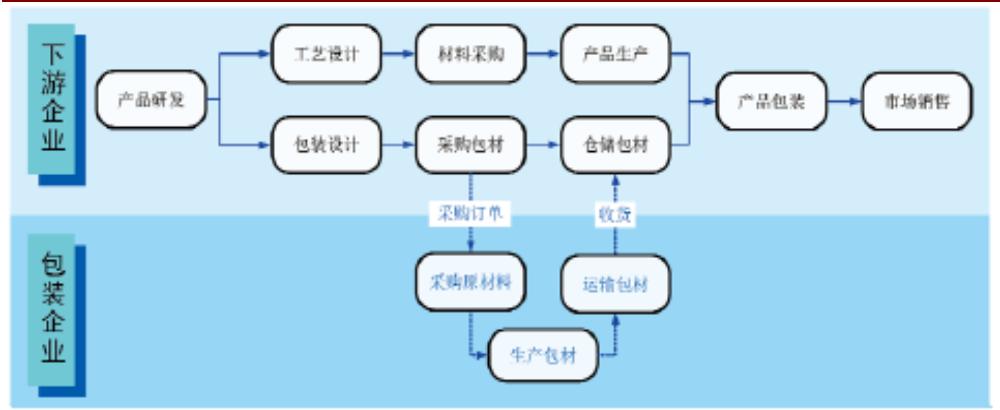 下游企业
产品研发
工艺设计
材料采购
产品生产
包装设计
采购包材
仓储包材
产品包装
市场销售
采购订单
收货
包装企业
采购原材料
运输包材
生产包材